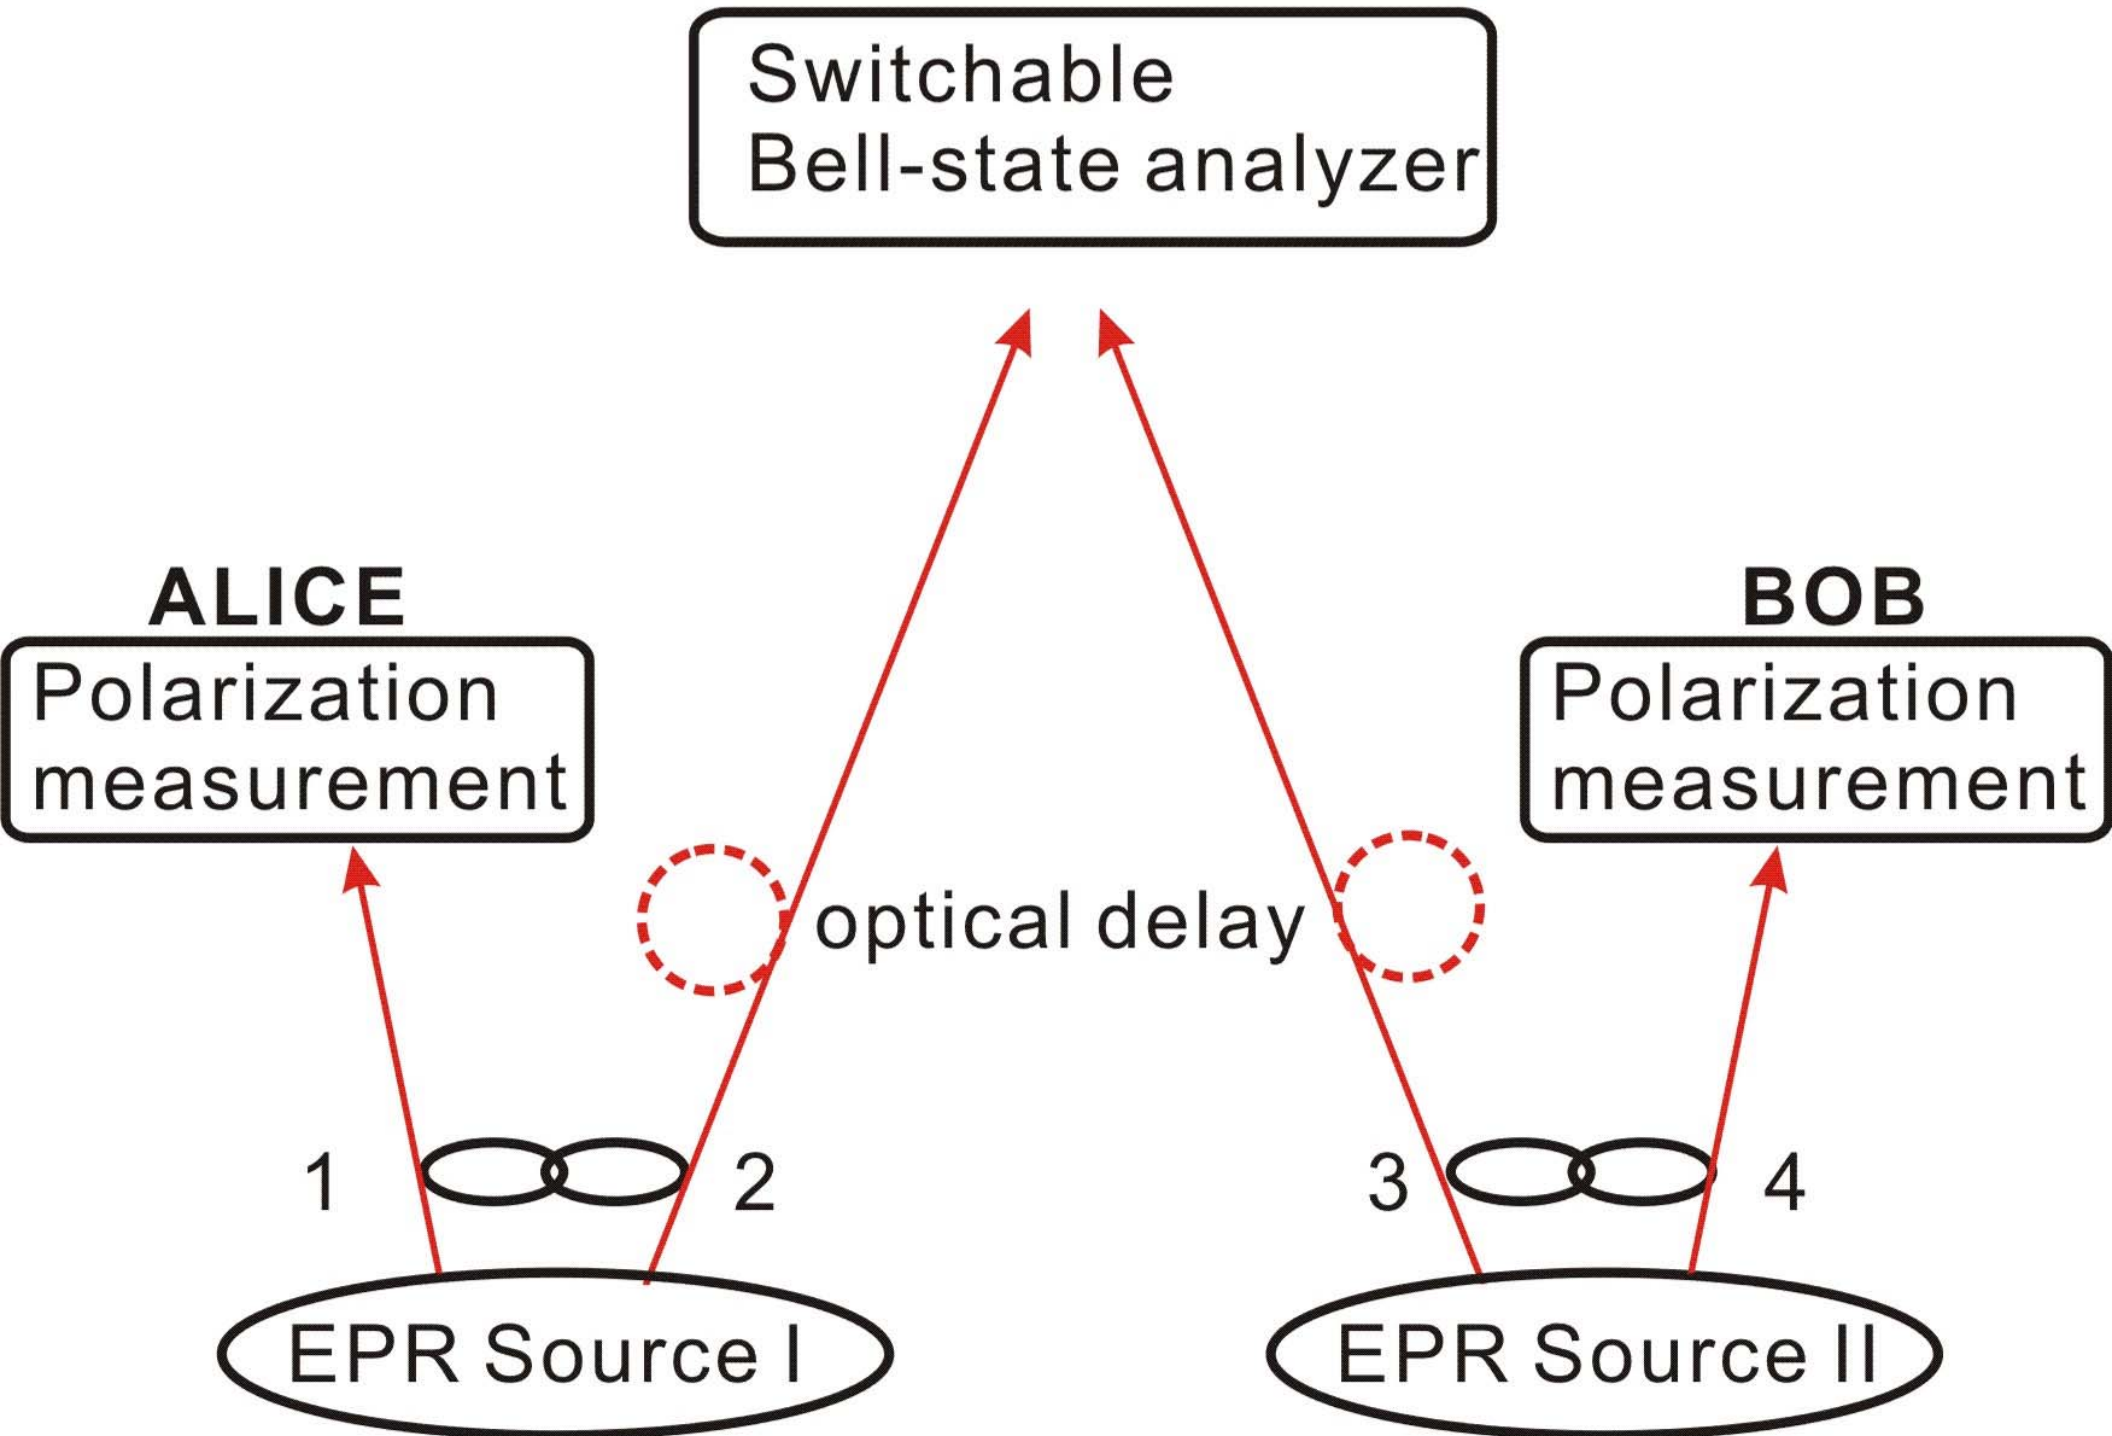 Switchable
Bell-state analyzer
ALICE
Polarization
measurement
BOB
Polarization
measurement
optical delay
1
2
3
4
EPR Source I
EPR Source II